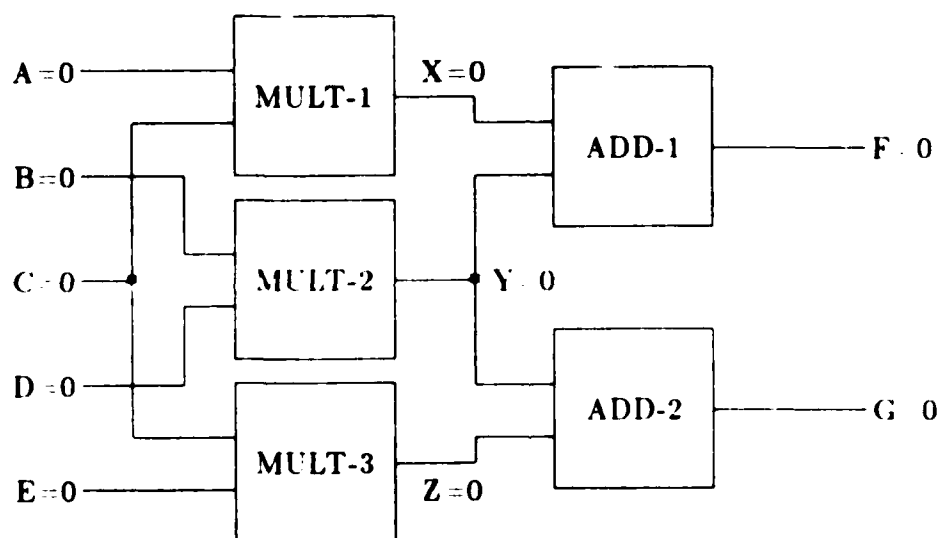 A=0
MULT-1
X=0
ADD-1
F=0
B=0
C=0
MULT-2
Y=0
D=0
ADD-2
G=0
MULT-3
E=0
Z=0